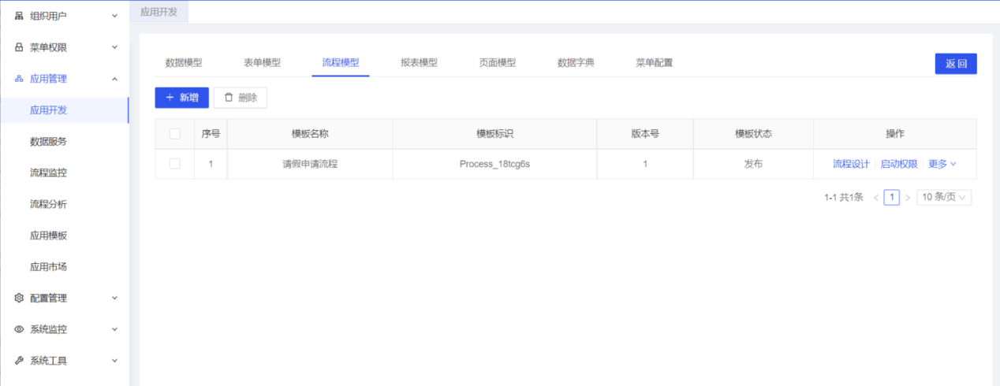 组织用户
菜单权限
应用管理
应用开发
数据服务
流程监控
流程分析
应用模板
应用市场
配置管理
系统监控
系统工具
应用开发
数据模型 表单模型 流程模型 报表模型 页面模型 数据字典 菜单配置 返回
+ 新增 删除
序号 模板名称 模板标识 版本号 模板状态 操作
1 请假申请流程 Process_18tcg6s 1 发布 流程设计 启动权限 更多
1-1 共1条 < 1 > 10 条/页